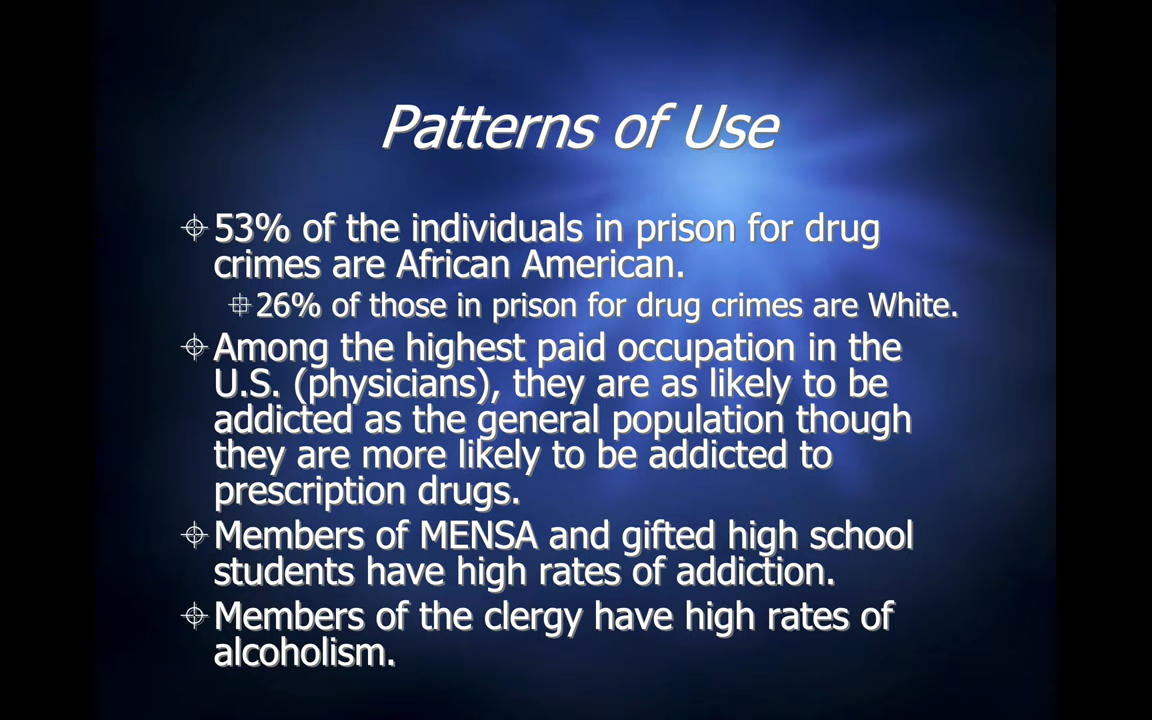 Patterns of Use
53% of the individuals in prison for drug
crimes are African American.
26% of those in prison for drug crimes are White.
Among the highest paid occupation in the
U.S. (physicians), they are as likely to be
addicted as the general population though
they are more likely to be addicted to
prescription drugs.
Members of MENSA and gifted high school
students have high rates of addiction.
Members of the clergy have high rates of
alcoholism.